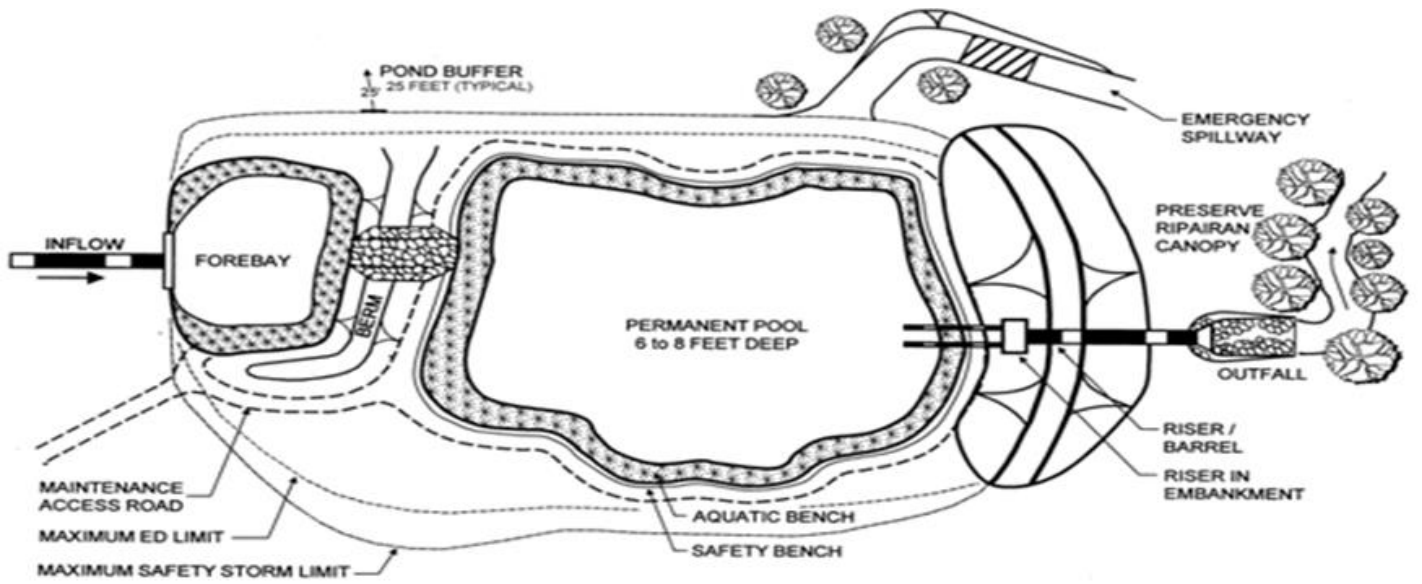 POND BUFFER
25 FEET (TYPICAL)
25'
EMERGENCY
SPILLWAY
PRESERVE
RIPAIRAN
CANOPY
INFLOW
FOREBAY
BERM
PERMANENT POOL
6 to 8 FEET DEEP
OUTFALL
RISER /
BARREL
RISER IN
EMBANKMENT
MAINTENANCE
ACCESS ROAD
AQUATIC BENCH
MAXIMUM ED LIMIT
SAFETY BENCH
MAXIMUM SAFETY STORM LIMIT